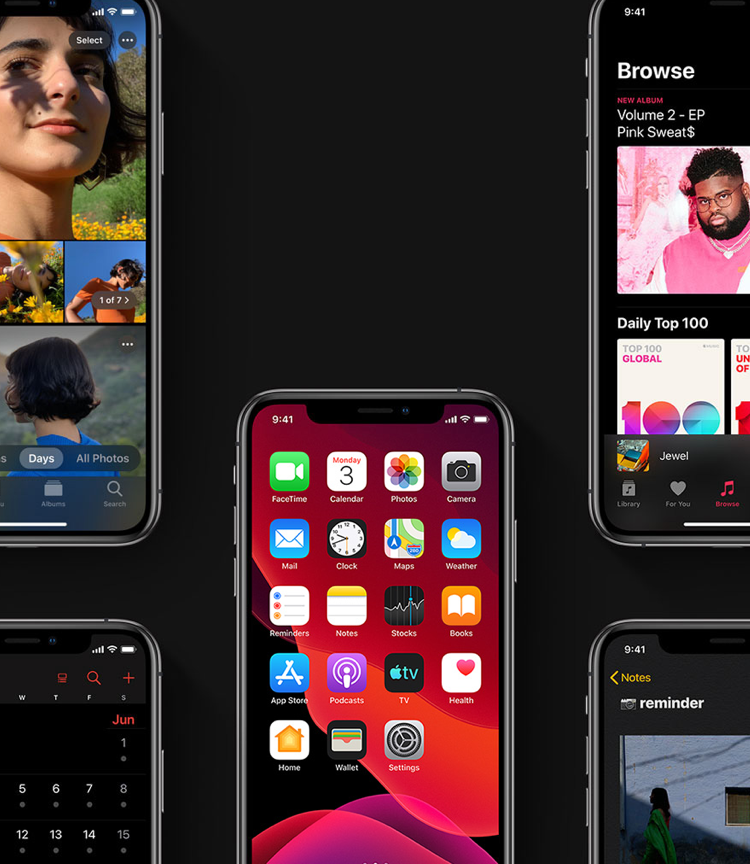 Select
1 of 7 >
Days
All Photos
Albums
Search
9:41
Browse
NEW ALBUM
Volume 2 - EP
Pink Sweat$
Daily Top 100
TOP 100
GLOBAL
100
Jewel
Library
For You
Browse
9:41
Monday
3
FaceTime
Calendar
Photos
Camera
Mail
Clock
Maps
Weather
280
Reminders
Notes
Stocks
Books
tv
App Store
Podcasts
TV
Health
Home
Wallet
Settings
W T F S
Jun
1
5 6 7 8
12 13 14 15
9:41
Notes
reminder